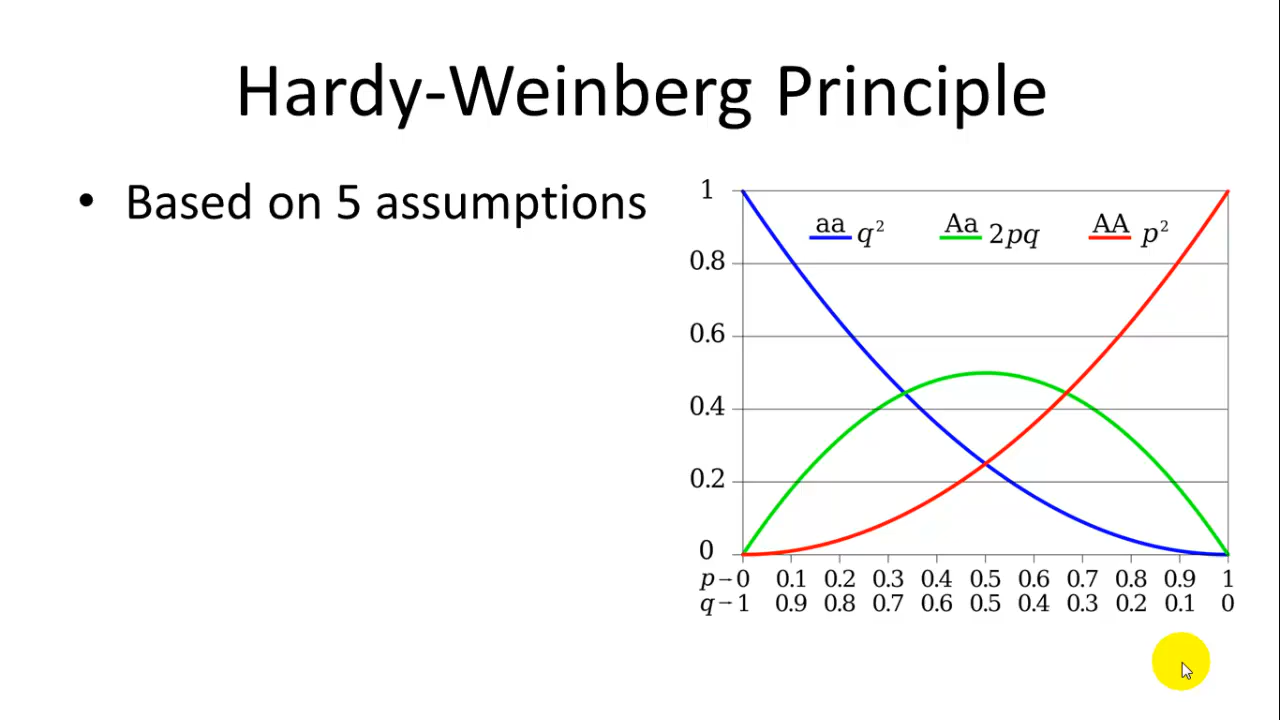 Hardy-Weinberg Principle
• Based on 5 assumptions
1
aa q² Aa 2pq AA p²
0.8
0.6
0.4
0.2
0
p→0 0.1 0.2 0.3 0.4 0.5 0.6 0.7 0.8 0.9 1
q→1 0.9 0.8 0.7 0.6 0.5 0.4 0.3 0.2 0.1 0